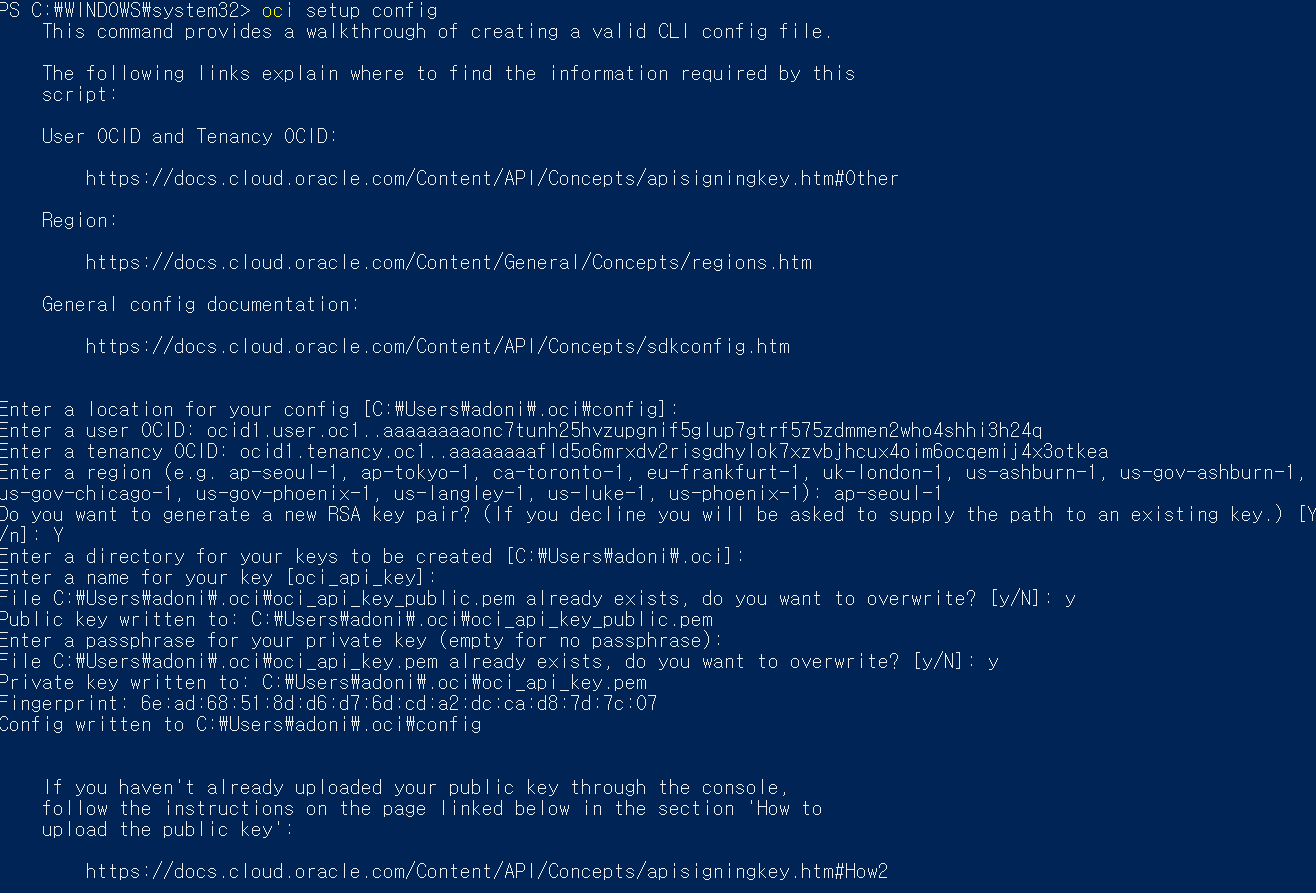 PS C:₩WINDOWS₩system32> oci setup config
This command provides a walkthrough of creating a valid CLI config file.
The following links explain where to find the information required by this
script:
User OCID and Tenancy OCID:
https://docs.cloud.oracle.com/Content/API/Concepts/apisigningkey.htm#Other
Region:
https://docs.cloud.oracle.com/Content/General/Concepts/regions.htm
General config documentation:
https://docs.cloud.oracle.com/Content/API/Concepts/sdkconfig.htm
Enter a location for your config [C:₩Users₩adoni₩.oci₩config]:
Enter a user OCID: ocid1.user.oc1..aaaaaaaaonc7tunh25hvzupgnif5glup7gtrf575zdmmen2who4shhi3h24q
Enter a tenancy OCID: ocid1.tenancy.oc1..aaaaaaaafld5o6mrxdv2risgdhylok7xzvbjhcux4oim6ocqemij4x3otkea
Enter a region (e.g. ap-seoul-1, ap-tokyo-1, ca-toronto-1, eu-frankfurt-1, uk-london-1, us-ashburn-1, us-gov-ashburn-1,
us-gov-chicago-1, us-gov-phoenix-1, us-langley-1, us-luke-1, us-phoenix-1): ap-seoul-1
Do you want to generate a new RSA key pair? (If you decline you will be asked to supply the path to an existing key.) [Y
/n]: Y
Enter a directory for your keys to be created [C:₩Users₩adoni₩.oci]:
Enter a name for your key [oci_api_key]:
File C:₩Users₩adoni₩.oci₩oci_api_key_public.pem already exists, do you want to overwrite? [y/N]: y
Public key written to: C:₩Users₩adoni₩.oci₩oci_api_key_public.pem
Enter a passphrase for your private key (empty for no passphrase):
File C:₩Users₩adoni₩.oci₩oci_api_key.pem already exists, do you want to overwrite? [y/N]: y
Private key written to: C:₩Users₩adoni₩.oci₩oci_api_key.pem
Fingerprint: 6e:ad:68:51:8d:d6:d7:6d:cd:a2:dc:ca:d8:7d:7c:07
Config written to C:₩Users₩adoni₩.oci₩config
If you haven't already uploaded your public key through the console,
follow the instructions on the page linked below in the section 'How to
upload the public key':
https://docs.cloud.oracle.com/Content/API/Concepts/apisigningkey.htm#How2